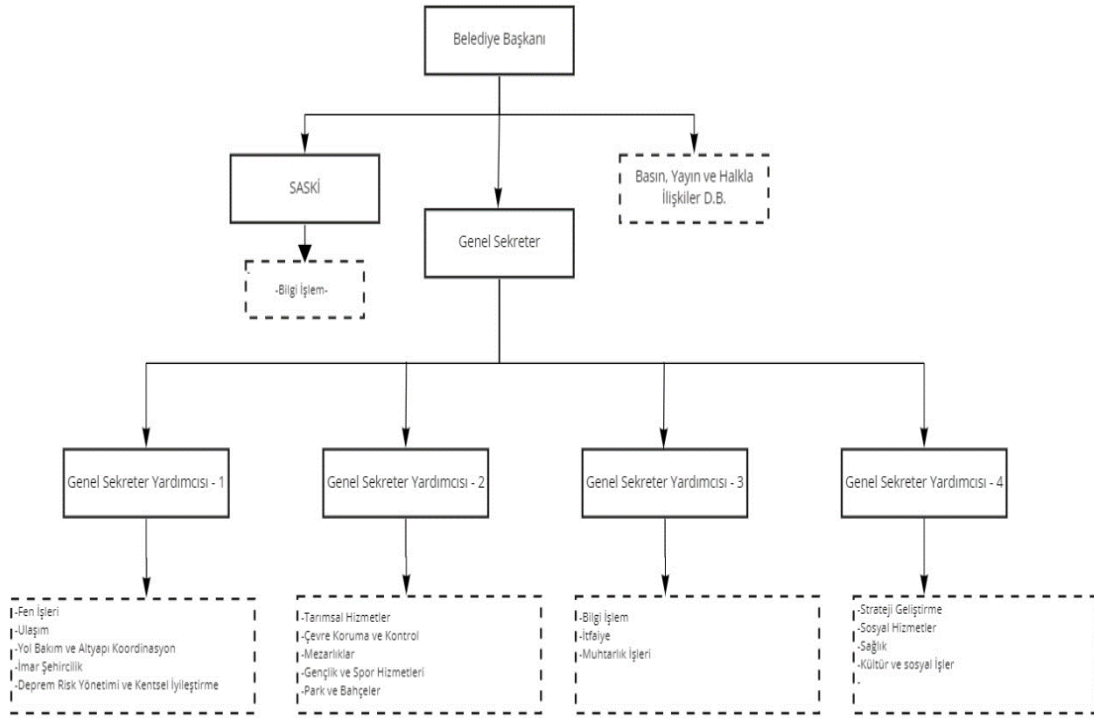 Belediye Başkanı
SASKİ
Basın, Yayın ve Halkla
İlişkiler D.B.
Genel Sekreter
-
-Bilgi İşlem-
Genel Sekreter Yardımcısı - 1
Genel Sekreter Yardımcısı - 2
Genel Sekreter Yardımcısı - 3
Genel Sekreter Yardımcısı - 4
-Fen İşleri
-Ulaşım
-Yol Bakım ve Altyapı Koordinasyon
-İmar Şehircilik
-Deprem Risk Yönetimi ve Kentsel İyileştirme
-Tarımsal Hizmetler
-Çevre Koruma ve Kontrol
-Mezarlıklar
-Gençlik ve Spor Hizmetleri
-Park ve Bahçeler
-Bilgi İşlem
-İtfaiye
-Muhtarlık İşleri
-Strateji Geliştirme
-Sosyal Hizmetler
-Sağlık
-Kültür ve sosyal İşler
-